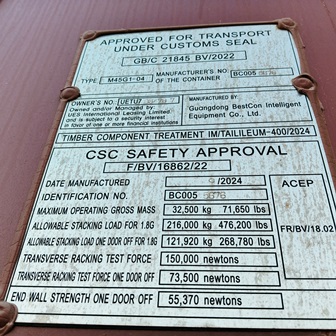 APPROVED FOR TRANSPORT
UNDER CUSTOMS SEAL
GB/C 21845 BV/2022
TYPE M45G1-04 MANUFACTURER'S NO. OF THE CONTAINER BC005
OWNER'S NO. UETU7
Owned and/or Managed by
UES International Leasing Limited
and is subject to a security interest
in favor of one or more financial institutions
MANUFACTURED BY:
Guangdong BestCon Intelligent
Equipment Co., Ltd.
TIMBER COMPONENT TREATMENT IM/TAILILEUM-400/2024
CSC SAFETY APPROVAL
F/BV/16862/22
DATE MANUFACTURED /2024
IDENTIFICATION NO. BC005
MAXIMUM OPERATING GROSS MASS 32,500 kg 71,650 lbs
ALLOWABLE STACKING LOAD FOR 1.8G 216,000 kg 476,200 lbs
ALLOWABLE STACKING LOAD ONE DOOR OFF FOR 1.8G 121,920 kg 268,780 lbs
TRANSVERSE RACKING TEST FORCE 150,000 newtons
TRANSVERSE RACKING TEST FORCE ONE DOOR OFF 73,500 newtons
END WALL STRENGTH ONE DOOR OFF 55,370 newtons
ACEP
FR/BV/18.02